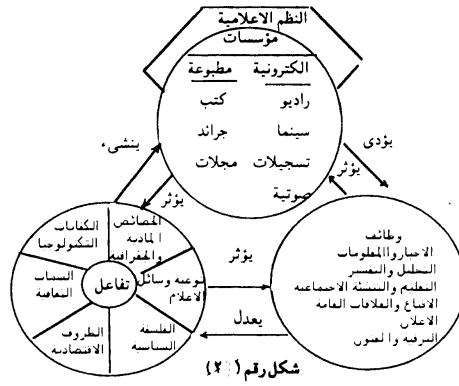 النظم الاعلامية
مؤسسات
الكترونية مطبوعة
راديو كتب
سينما جرائد
تسجيلات مجلات
صوتية
ينشىء
يؤدى
يؤثر
يؤثر
الخصائص
المادية
والجغرافية
الكفايات
التكنولوجيا
السمات
الثقافية
تفاعل
نوعية وسائل
الاعلام
الظروف
الاقتصادية
الفلسفة
السياسية
يؤثر
يعدل
وظائف
الاخبار والمعلومات
التحليل والتفسير
التعليم والتنشئة الاجتماعية
الاقناع والعلاقات العامة
الاعلان
الترفيه والفنون
شكل رقم (٢)